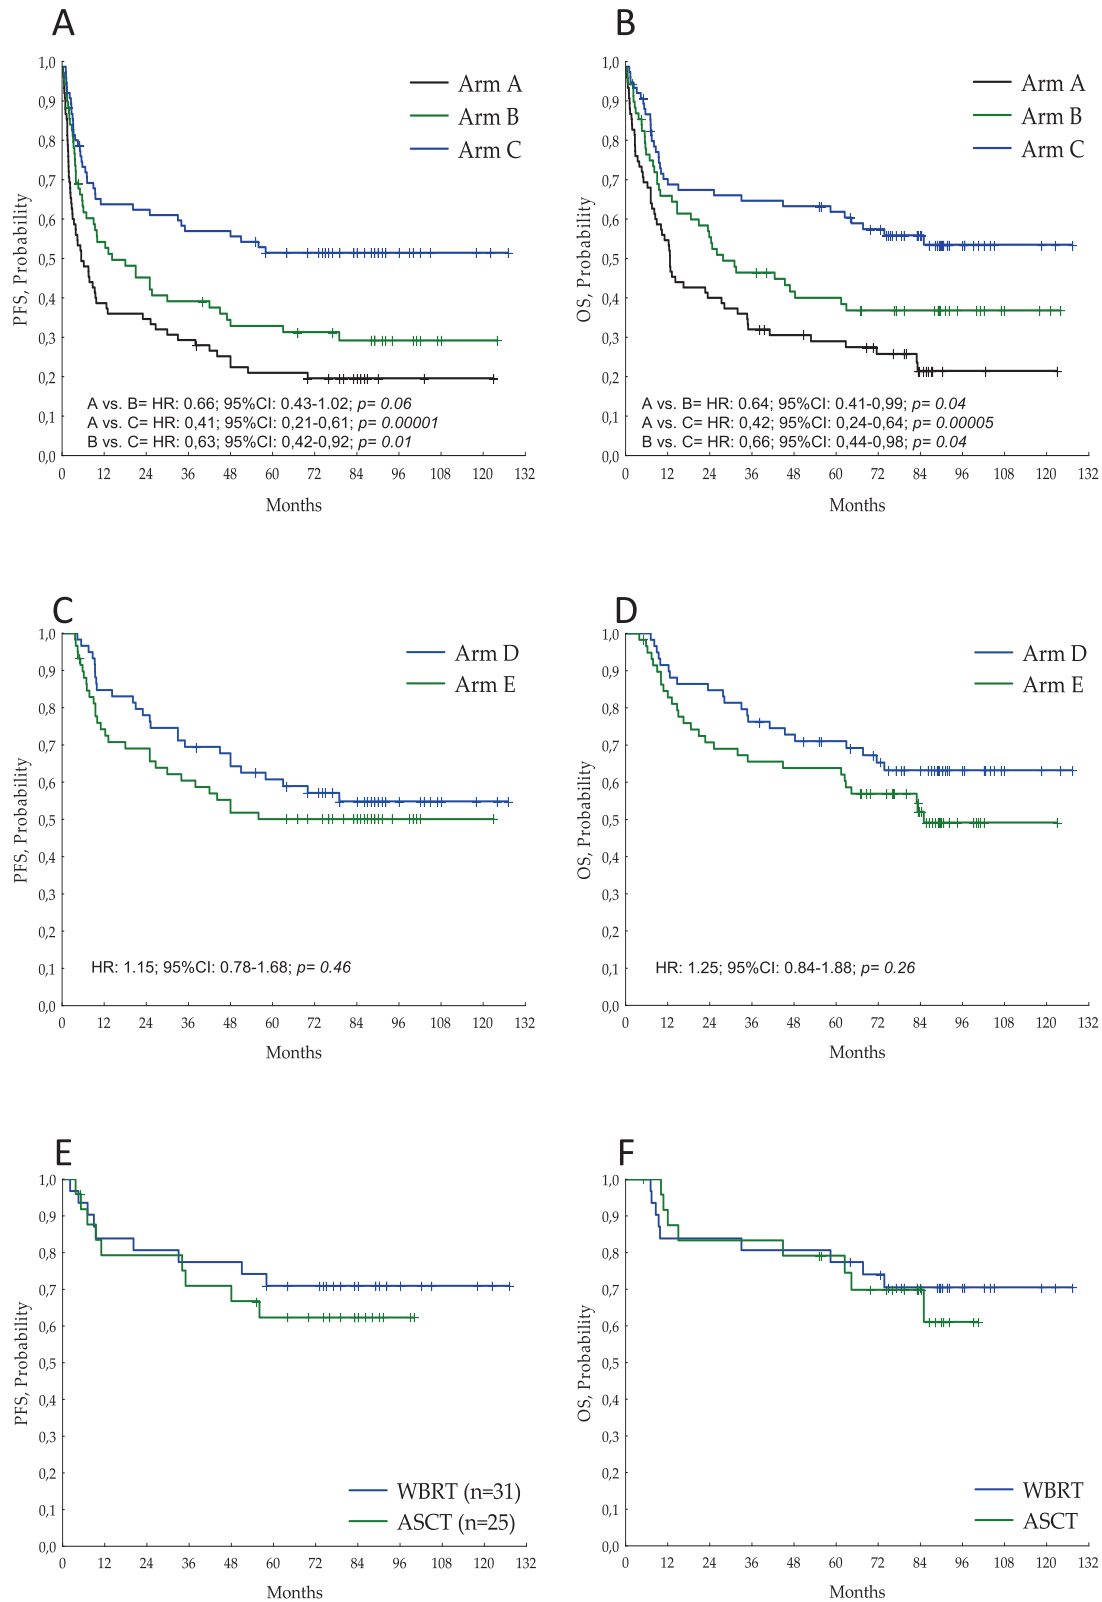 A
1,0
0,9
0,8
0,7
0,6
0,5
0,4
0,3
0,2
0,1
0,0
PFS, Probability
Arm A
Arm B
Arm C
A vs. B= HR: 0.66; 95%CI: 0.43-1.02; p= 0.06
A vs. C= HR: 0,41; 95%CI: 0,21-0,61; p= 0.00001
B vs. C= HR: 0,63; 95%CI: 0,42-0,92; p= 0.01
0 12 24 36 48 60 72 84 96 108 120 132
Months
B
1,0
0,9
0,8
0,7
0,6
0,5
0,4
0,3
0,2
0,1
0,0
OS, Probability
Arm A
Arm B
Arm C
A vs. B= HR: 0.64; 95%CI: 0.41-0,99; p= 0.04
A vs. C= HR: 0,42; 95%CI: 0,24-0,64; p= 0.00005
B vs. C= HR: 0,66; 95%CI: 0,44-0,98; p= 0.04
0 12 24 36 48 60 72 84 96 108 120 132
Months
C
1,0
0,9
0,8
0,7
0,6
0,5
0,4
0,3
0,2
0,1
0,0
PFS, Probability
Arm D
Arm E
HR: 1.15; 95%CI: 0.78-1.68; p= 0.46
0 12 24 36 48 60 72 84 96 108 120 132
Months
D
1,0
0,9
0,8
0,7
0,6
0,5
0,4
0,3
0,2
0,1
0,0
OS, Probability
Arm D
Arm E
HR: 1.25; 95%CI: 0.84-1.88; p= 0.26
0 12 24 36 48 60 72 84 96 108 120 132
Months
E
1,0
0,9
0,8
0,7
0,6
0,5
0,4
0,3
0,2
0,1
0,0
PFS, Probability
WBRT (n=31)
ASCT (n=25)
0 12 24 36 48 60 72 84 96 108 120 132
Months
F
1,0
0,9
0,8
0,7
0,6
0,5
0,4
0,3
0,2
0,1
0,0
OS, Probability
WBRT
ASCT
0 12 24 36 48 60 72 84 96 108 120 132
Months